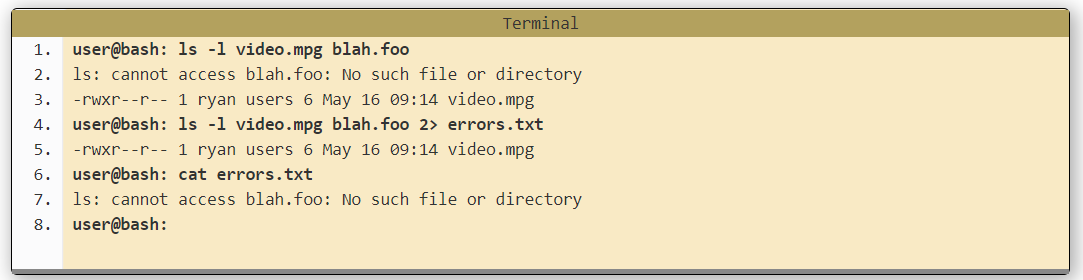 Terminal
1. user@bash: ls -l video.mpg blah.foo
2. ls: cannot access blah.foo: No such file or directory
3. -rwxr--r-- 1 ryan users 6 May 16 09:14 video.mpg
4. user@bash: ls -l video.mpg blah.foo 2> errors.txt
5. -rwxr--r-- 1 ryan users 6 May 16 09:14 video.mpg
6. user@bash: cat errors.txt
7. ls: cannot access blah.foo: No such file or directory
8. user@bash: